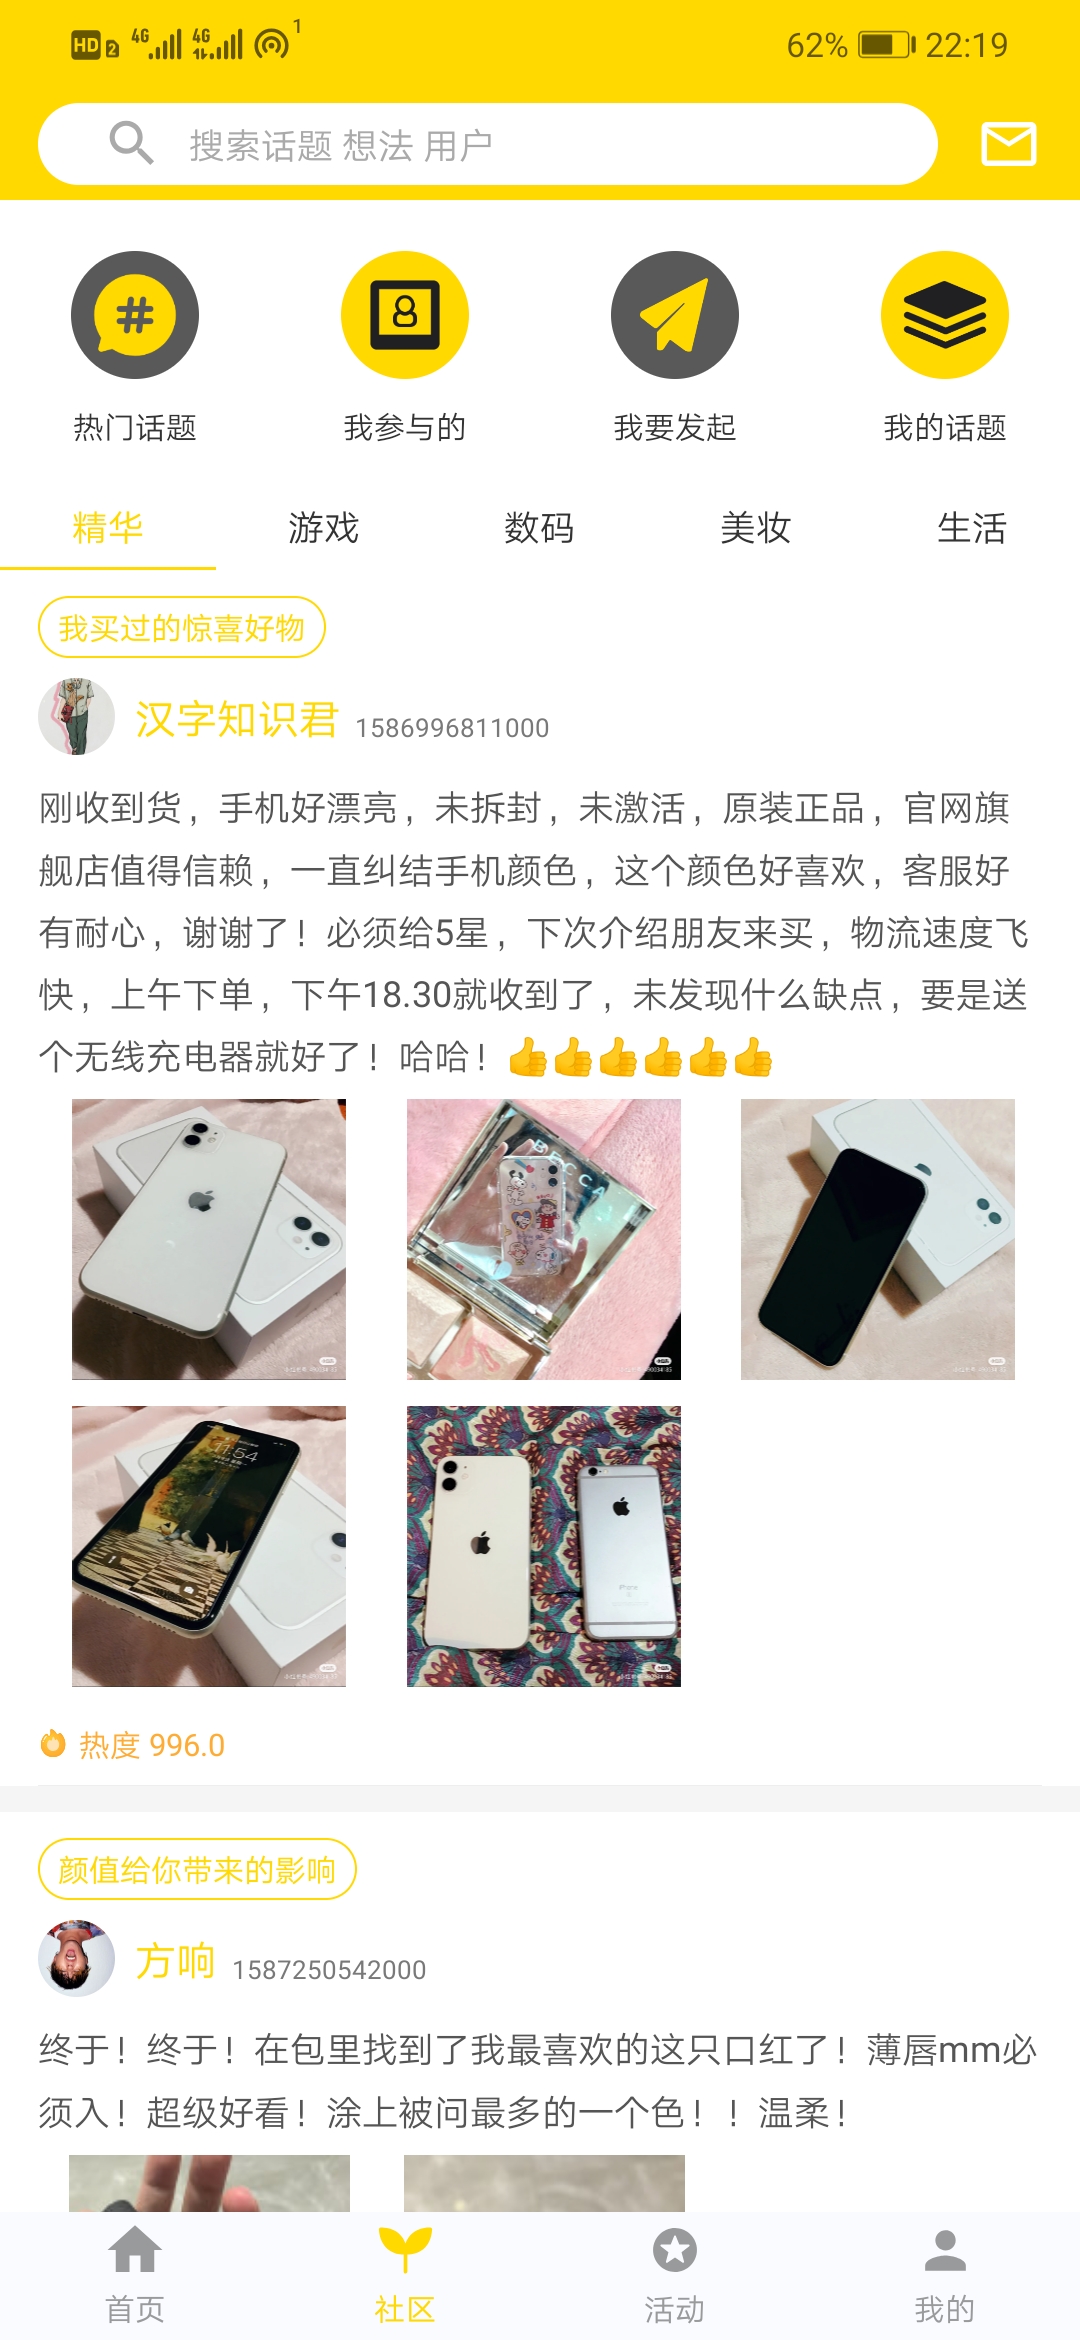 HD 2 4G 4G 1 62% 22:19
搜索话题 想法 用户
热门话题 我参与的 我要发起 我的话题
精华 游戏 数码 美妆 生活
我买过的惊喜好物
汉字知识君 1586996811000
刚收到货，手机好漂亮，未拆封，未激活，原装正品，官网旗
舰店值得信赖，一直纠结手机颜色，这个颜色好喜欢，客服好
有耐心，谢谢了！必须给5星，下次介绍朋友来买，物流速度飞
快，上午下单，下午18.30就收到了，未发现什么缺点，要是送
个无线充电器就好了！哈哈！👍👍👍👍👍👍
BECCA
11:54
iPhone
热度 996.0
颜值给你带来的影响
方响 1587250542000
终于！终于！在包里找到了我最喜欢的这只口红了！薄唇mm必
须入！超级好看！涂上被问最多的一个色！！温柔！
首页 社区 活动 我的